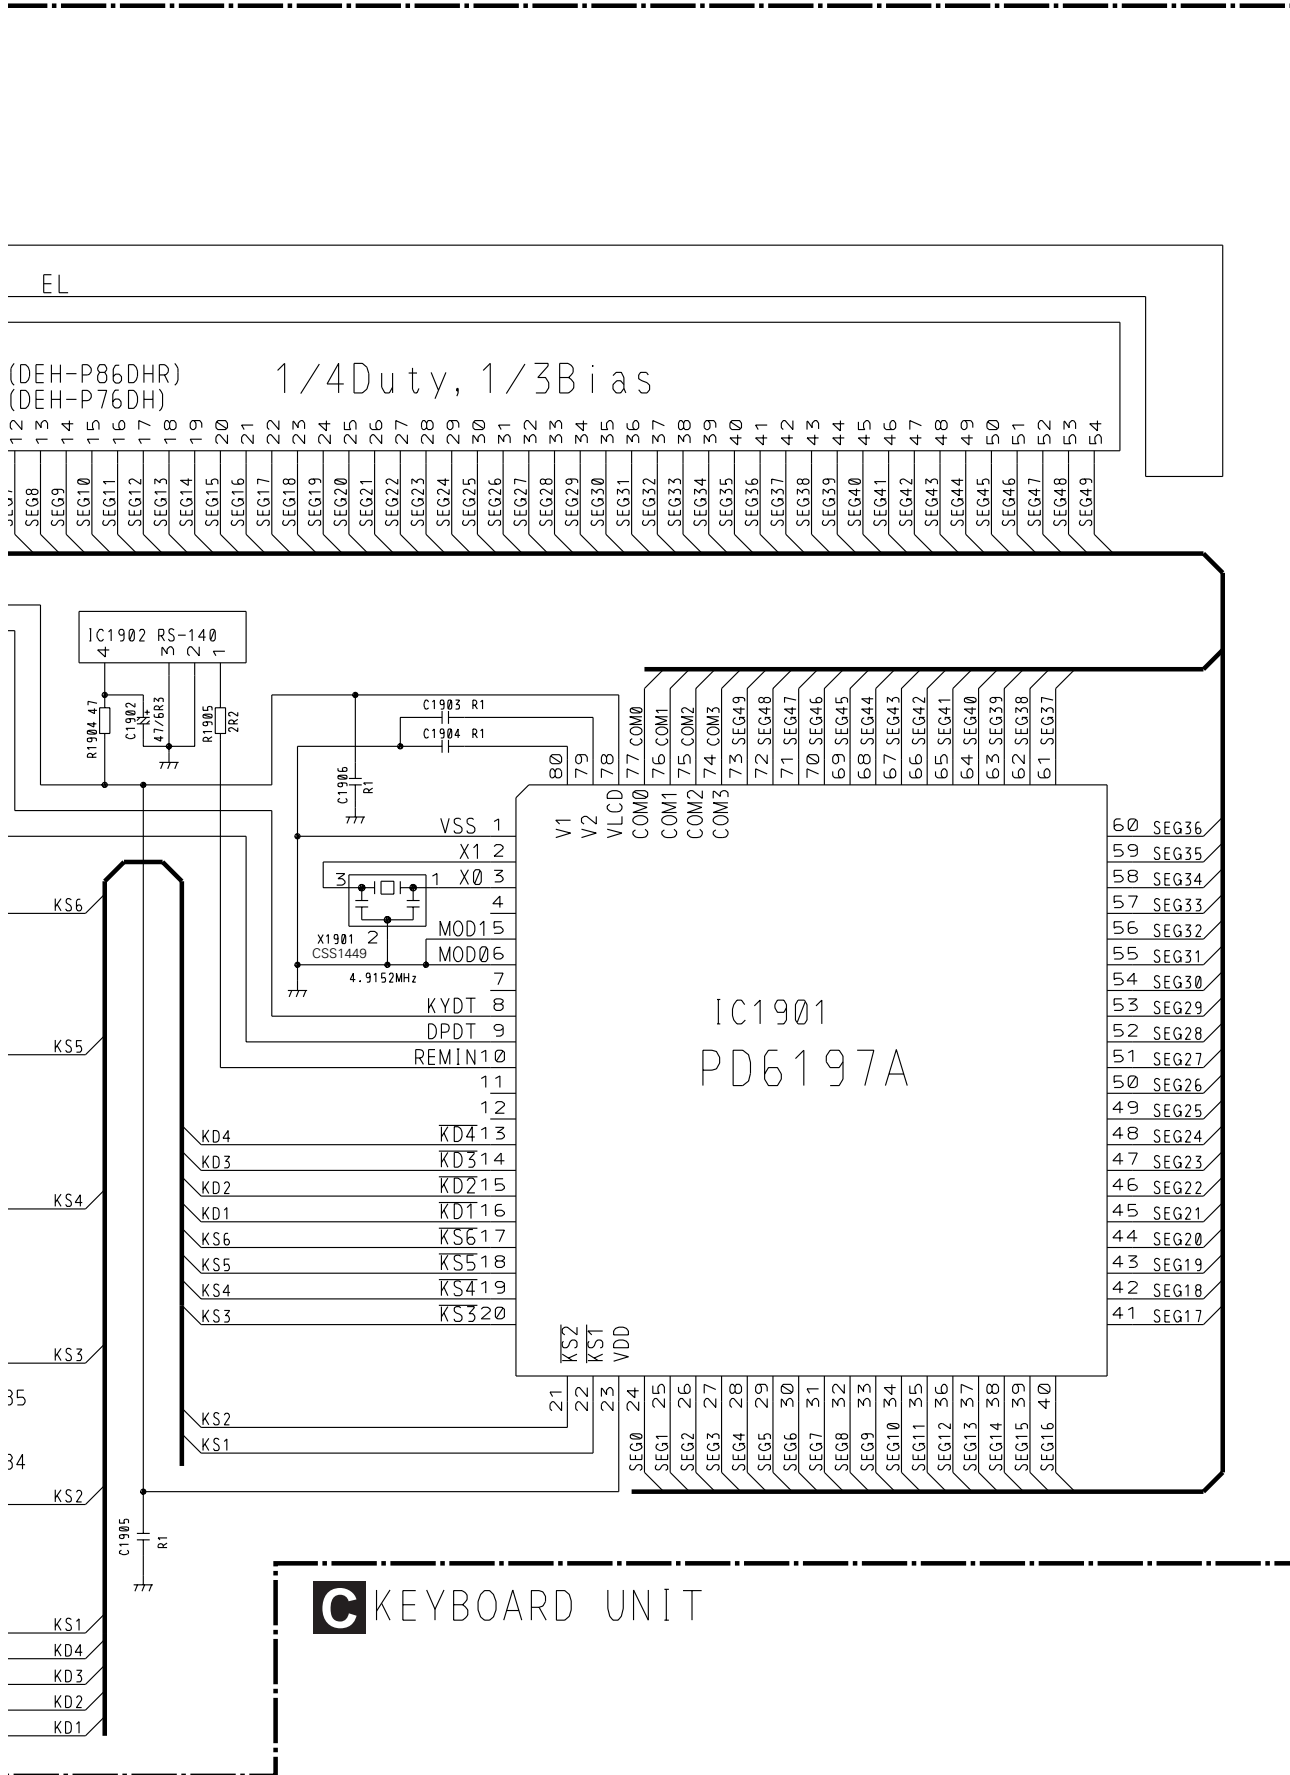 EL
(DEH-P86DHR)
(DEH-P76DH)
1/4Duty, 1/3Bias
12 13 14 15 16 17 18 19 20 21 22 23 24 25 26 27 28 29 30 31 32 33 34 35 36 37 38 39 40 41 42 43 44 45 46 47 48 49 50 51 52 53 54
SEG8 SEG9 SEG10 SEG11 SEG12 SEG13 SEG14 SEG15 SEG16 SEG17 SEG18 SEG19 SEG20 SEG21 SEG22 SEG23 SEG24 SEG25 SEG26 SEG27 SEG28 SEG29 SEG30 SEG31 SEG32 SEG33 SEG34 SEG35 SEG36 SEG37 SEG38 SEG39 SEG40 SEG41 SEG42 SEG43 SEG44 SEG45 SEG46 SEG47 SEG48 SEG49
IC1902 RS-140
4 3 2 1
R1904 47
C1902
47/6R3
R1905
2R2
C1903 R1
C1904 R1
C1906
R1
80
79
78
77 COM0
76 COM1
75 COM2
74 COM3
73 SEG49
72 SEG48
71 SEG47
70 SEG46
69 SEG45
68 SEG44
67 SEG43
66 SEG42
65 SEG41
64 SEG40
63 SEG39
62 SEG38
61 SEG37
V1
V2
VLCD
COM0
COM1
COM2
COM3
VSS 1
X1 2
X0 3
4
MOD1 5
MOD0 6
7
KYDT 8
DPDT 9
REMIN 10
11
12
3 1
X1901 2
CSS1449
4.9152MHz
KD4 KD4 13
KD3 KD3 14
KD2 KD2 15
KD1 KD1 16
KS6 KS6 17
KS5 KS5 18
KS4 KS4 19
KS3 KS3 20
IC1901
PD6197A
60 SEG36
59 SEG35
58 SEG34
57 SEG33
56 SEG32
55 SEG31
54 SEG30
53 SEG29
52 SEG28
51 SEG27
50 SEG26
49 SEG25
48 SEG24
47 SEG23
46 SEG22
45 SEG21
44 SEG20
43 SEG19
42 SEG18
41 SEG17
KS2
KS1
VDD
21
22
23
SEG0 24
SEG1 25
SEG2 26
SEG3 27
SEG4 28
SEG5 29
SEG6 30
SEG7 31
SEG8 32
SEG9 33
SEG10 34
SEG11 35
SEG12 36
SEG13 37
SEG14 38
SEG15 39
SEG16 40
KS2
KS1
KS6
KS5
KS4
KS3
KS2
C1905
R1
KS1
KD4
KD3
KD2
KD1
C KEYBOARD UNIT